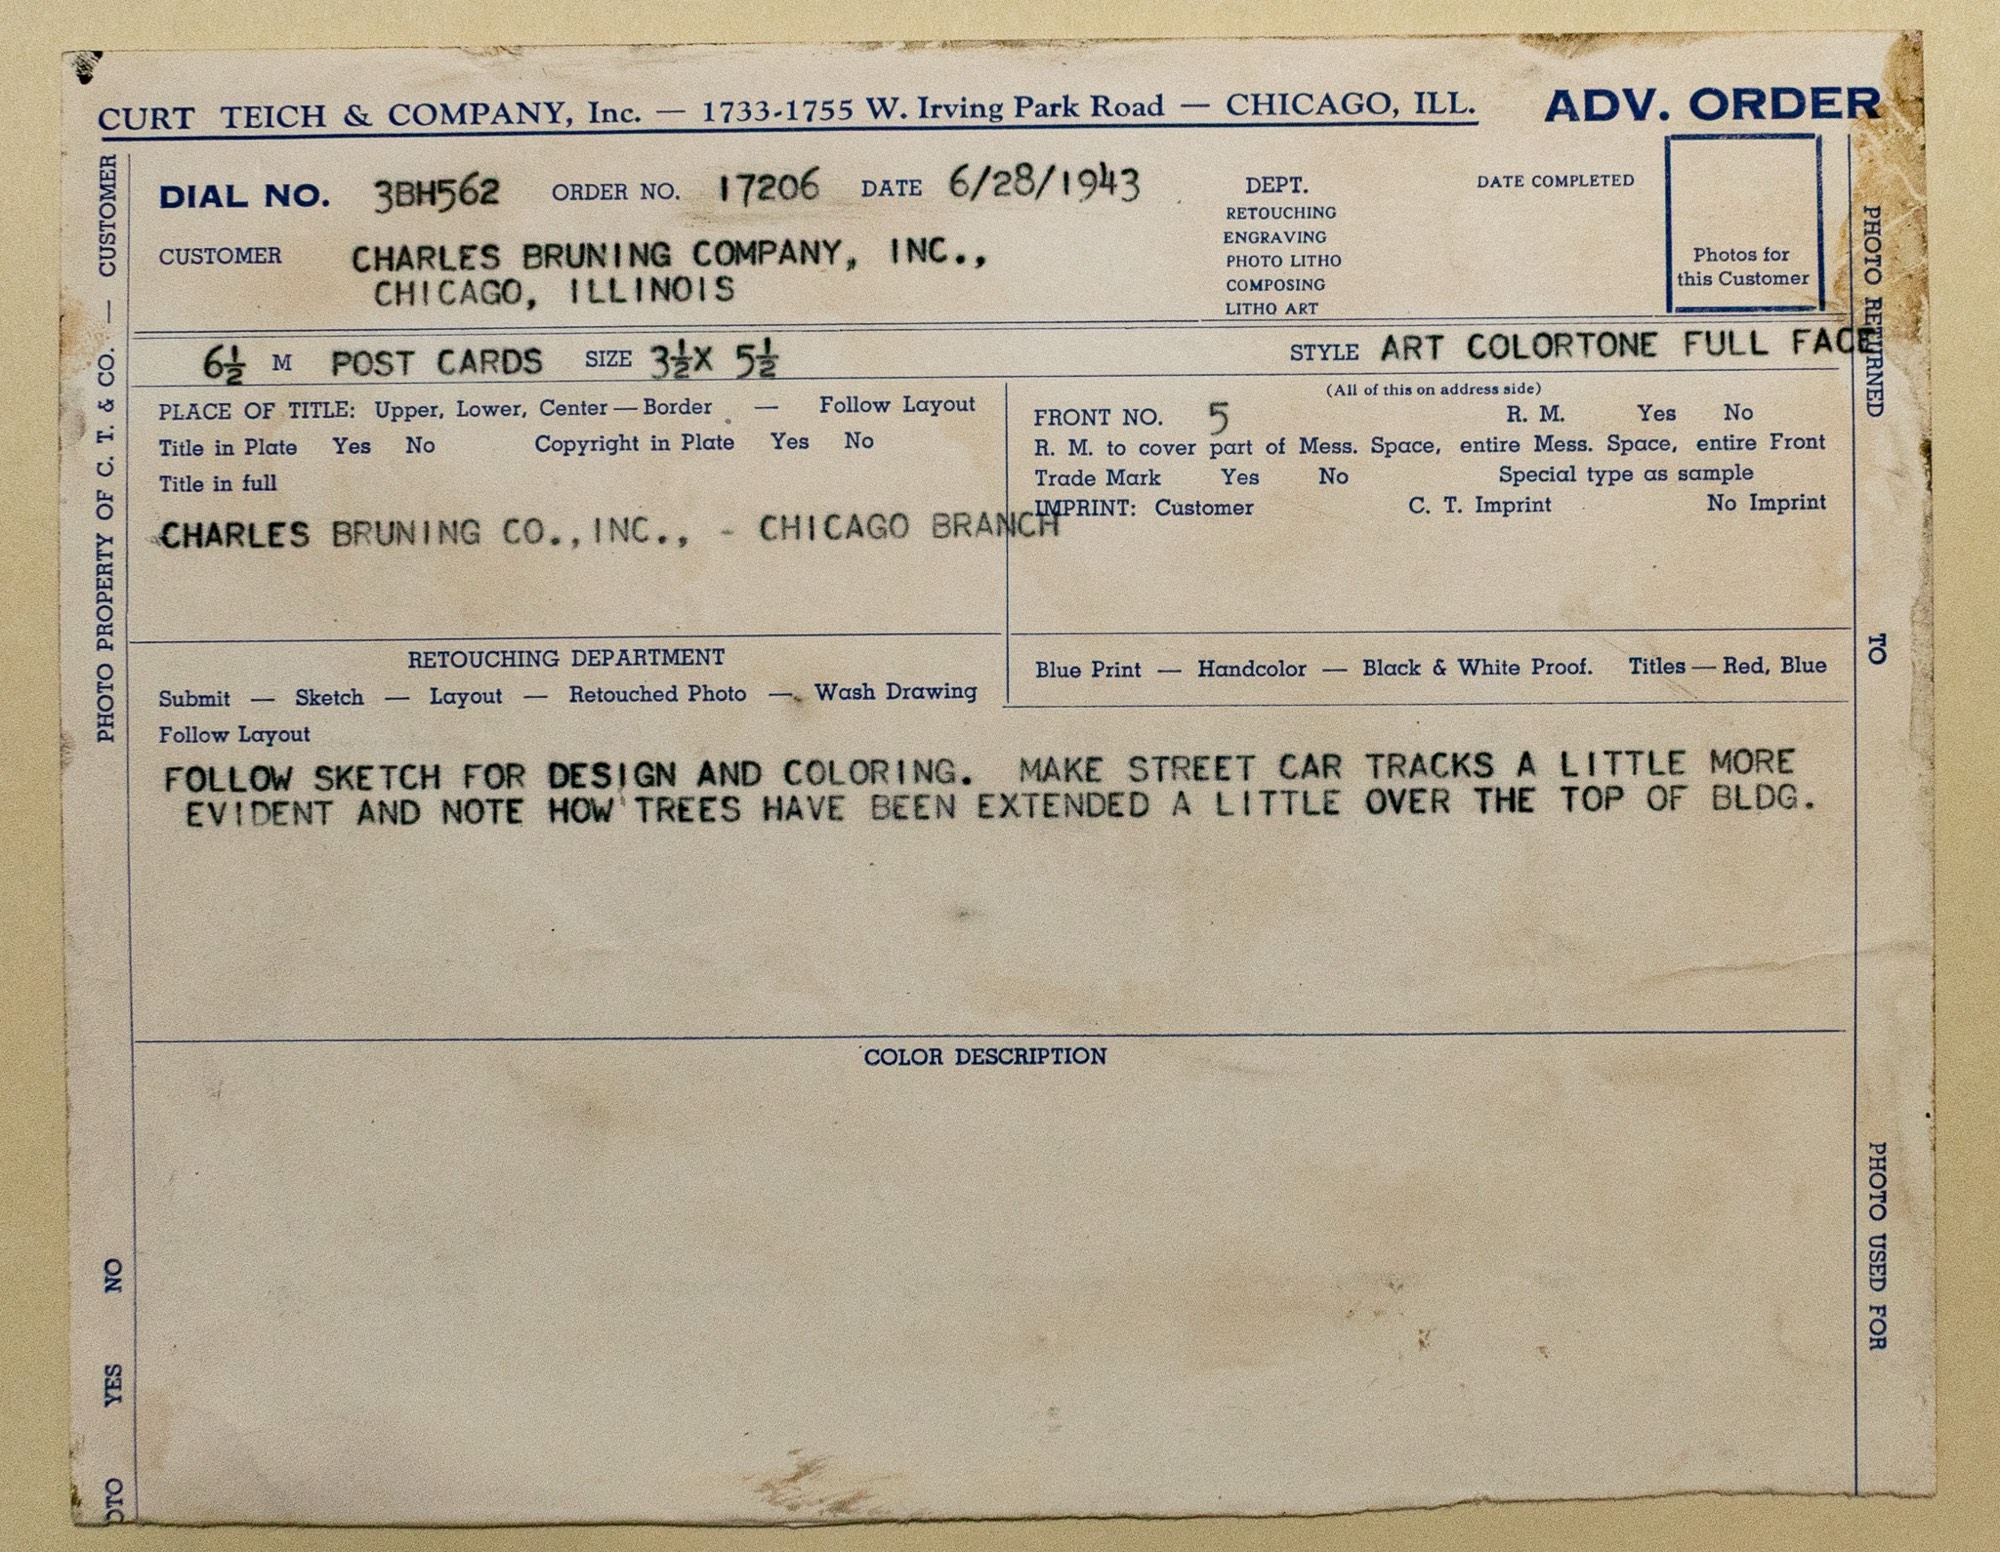 CURT TEICH & COMPANY, Inc. — 1733-1755 W. Irving Park Road — CHICAGO, ILL. ADV. ORDER
DIAL NO. 3BH562 ORDER NO. 17206 DATE 6/28/1943
CUSTOMER CHARLES BRUNING COMPANY, INC.,
CHICAGO, ILLINOIS
DEPT. DATE COMPLETED
RETOUCHING
ENGRAVING
PHOTO LITHO
COMPOSING
LITHO ART
Photos for
this Customer
6½ M POST CARDS SIZE 3½X 5½ STYLE ART COLORTONE FULL FACE
PLACE OF TITLE: Upper, Lower, Center — Border — Follow Layout
Title in Plate Yes No Copyright in Plate Yes No
Title in full
CHARLES BRUNING CO.,INC., - CHICAGO BRANCH
(All of this on address side)
FRONT NO. 5 R. M. Yes No
R. M. to cover part of Mess. Space, entire Mess. Space, entire Front
Trade Mark Yes No Special type as sample
IMPRINT: Customer C. T. Imprint No Imprint
RETOUCHING DEPARTMENT
Submit — Sketch — Layout — Retouched Photo — Wash Drawing
Follow Layout
Blue Print — Handcolor — Black & White Proof. Titles — Red, Blue
FOLLOW SKETCH FOR DESIGN AND COLORING. MAKE STREET CAR TRACKS A LITTLE MORE
EVIDENT AND NOTE HOW TREES HAVE BEEN EXTENDED A LITTLE OVER THE TOP OF BLDG.
COLOR DESCRIPTION
OTO YES NO PHOTO PROPERTY OF C. T. & CO. — CUSTOMER
PHOTO RETURNED TO PHOTO USED FOR